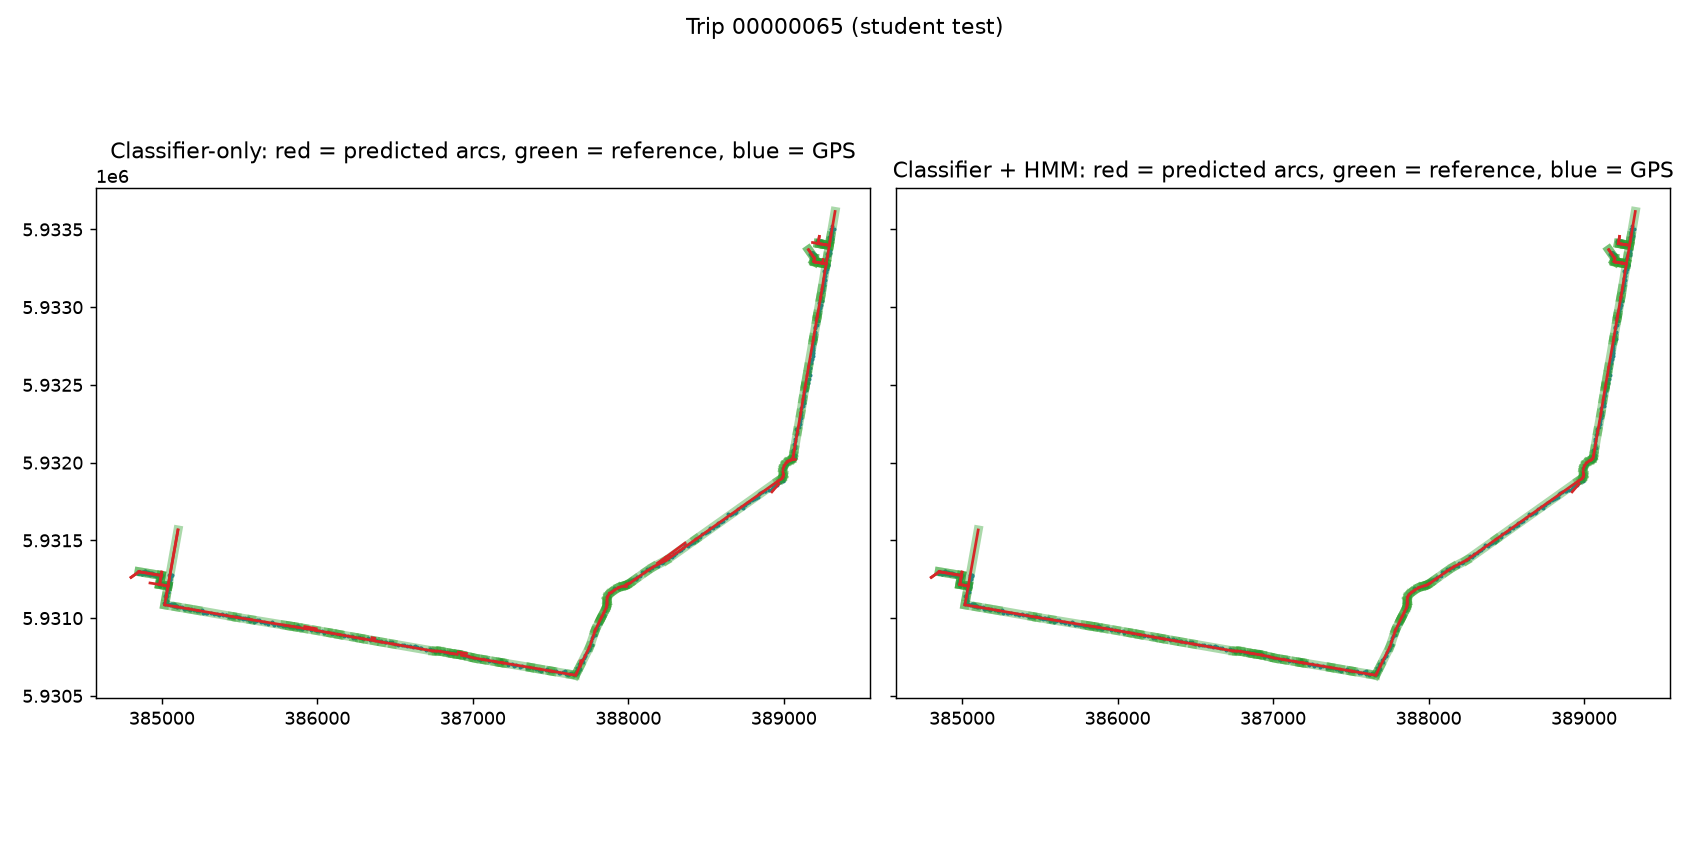 Trip 00000065 (student test)
Classifier-only: red = predicted arcs, green = reference, blue = GPS
Classifier + HMM: red = predicted arcs, green = reference, blue = GPS
1e6
5.9335
5.9330
5.9325
5.9320
5.9315
5.9310
5.9305
385000 386000 387000 388000 389000
385000 386000 387000 388000 389000